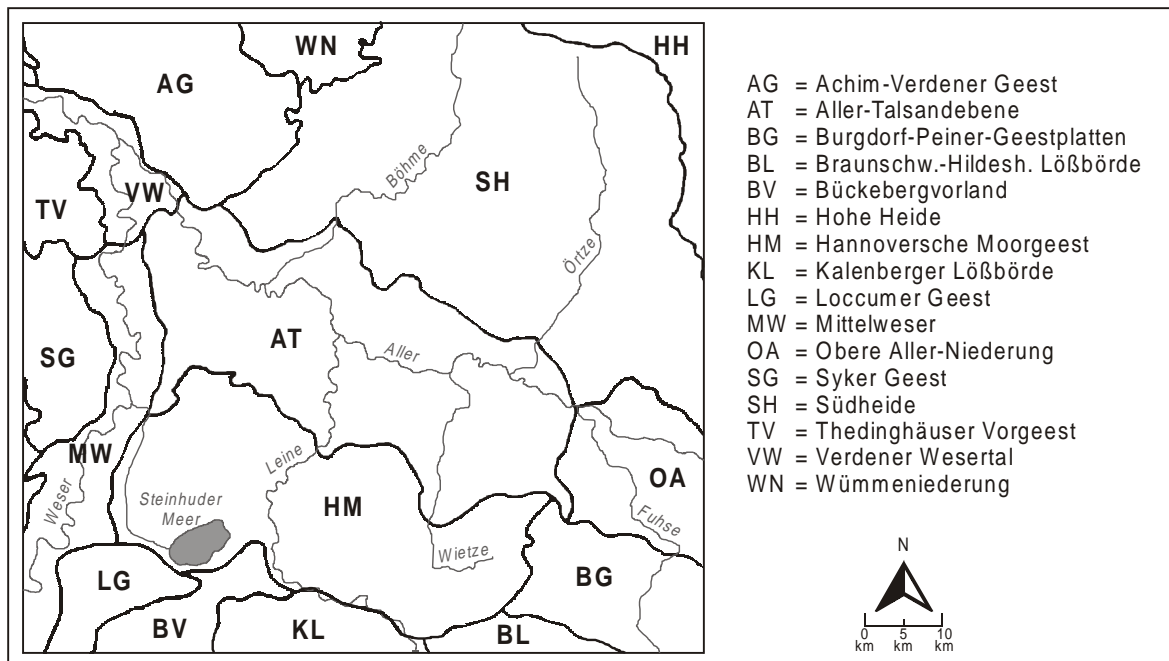 WN
HH
AG
Böhme
SH
VW
TV
Örtze
AT
Aller
SG
MW
Leine
OA
Weser
Steinhuder
Meer
HM
Fuhse
Wietze
LG
BG
BV
KL
BL
AG = Achim-Verdener Geest
AT = Aller-Talsandebene
BG = Burgdorf-Peiner-Geestplatten
BL = Braunschw.-Hildesh. Lößbörde
BV = Bückebergvorland
HH = Hohe Heide
HM = Hannoversche Moorgeest
KL = Kalenberger Lößbörde
LG = Loccumer Geest
MW = Mittelweser
OA = Obere Aller-Niederung
SG = Syker Geest
SH = Südheide
TV = Thedinghäuser Vorgeest
VW = Verdener Wesertal
WN = Wümmeniederung
N
0 5 10
km km km